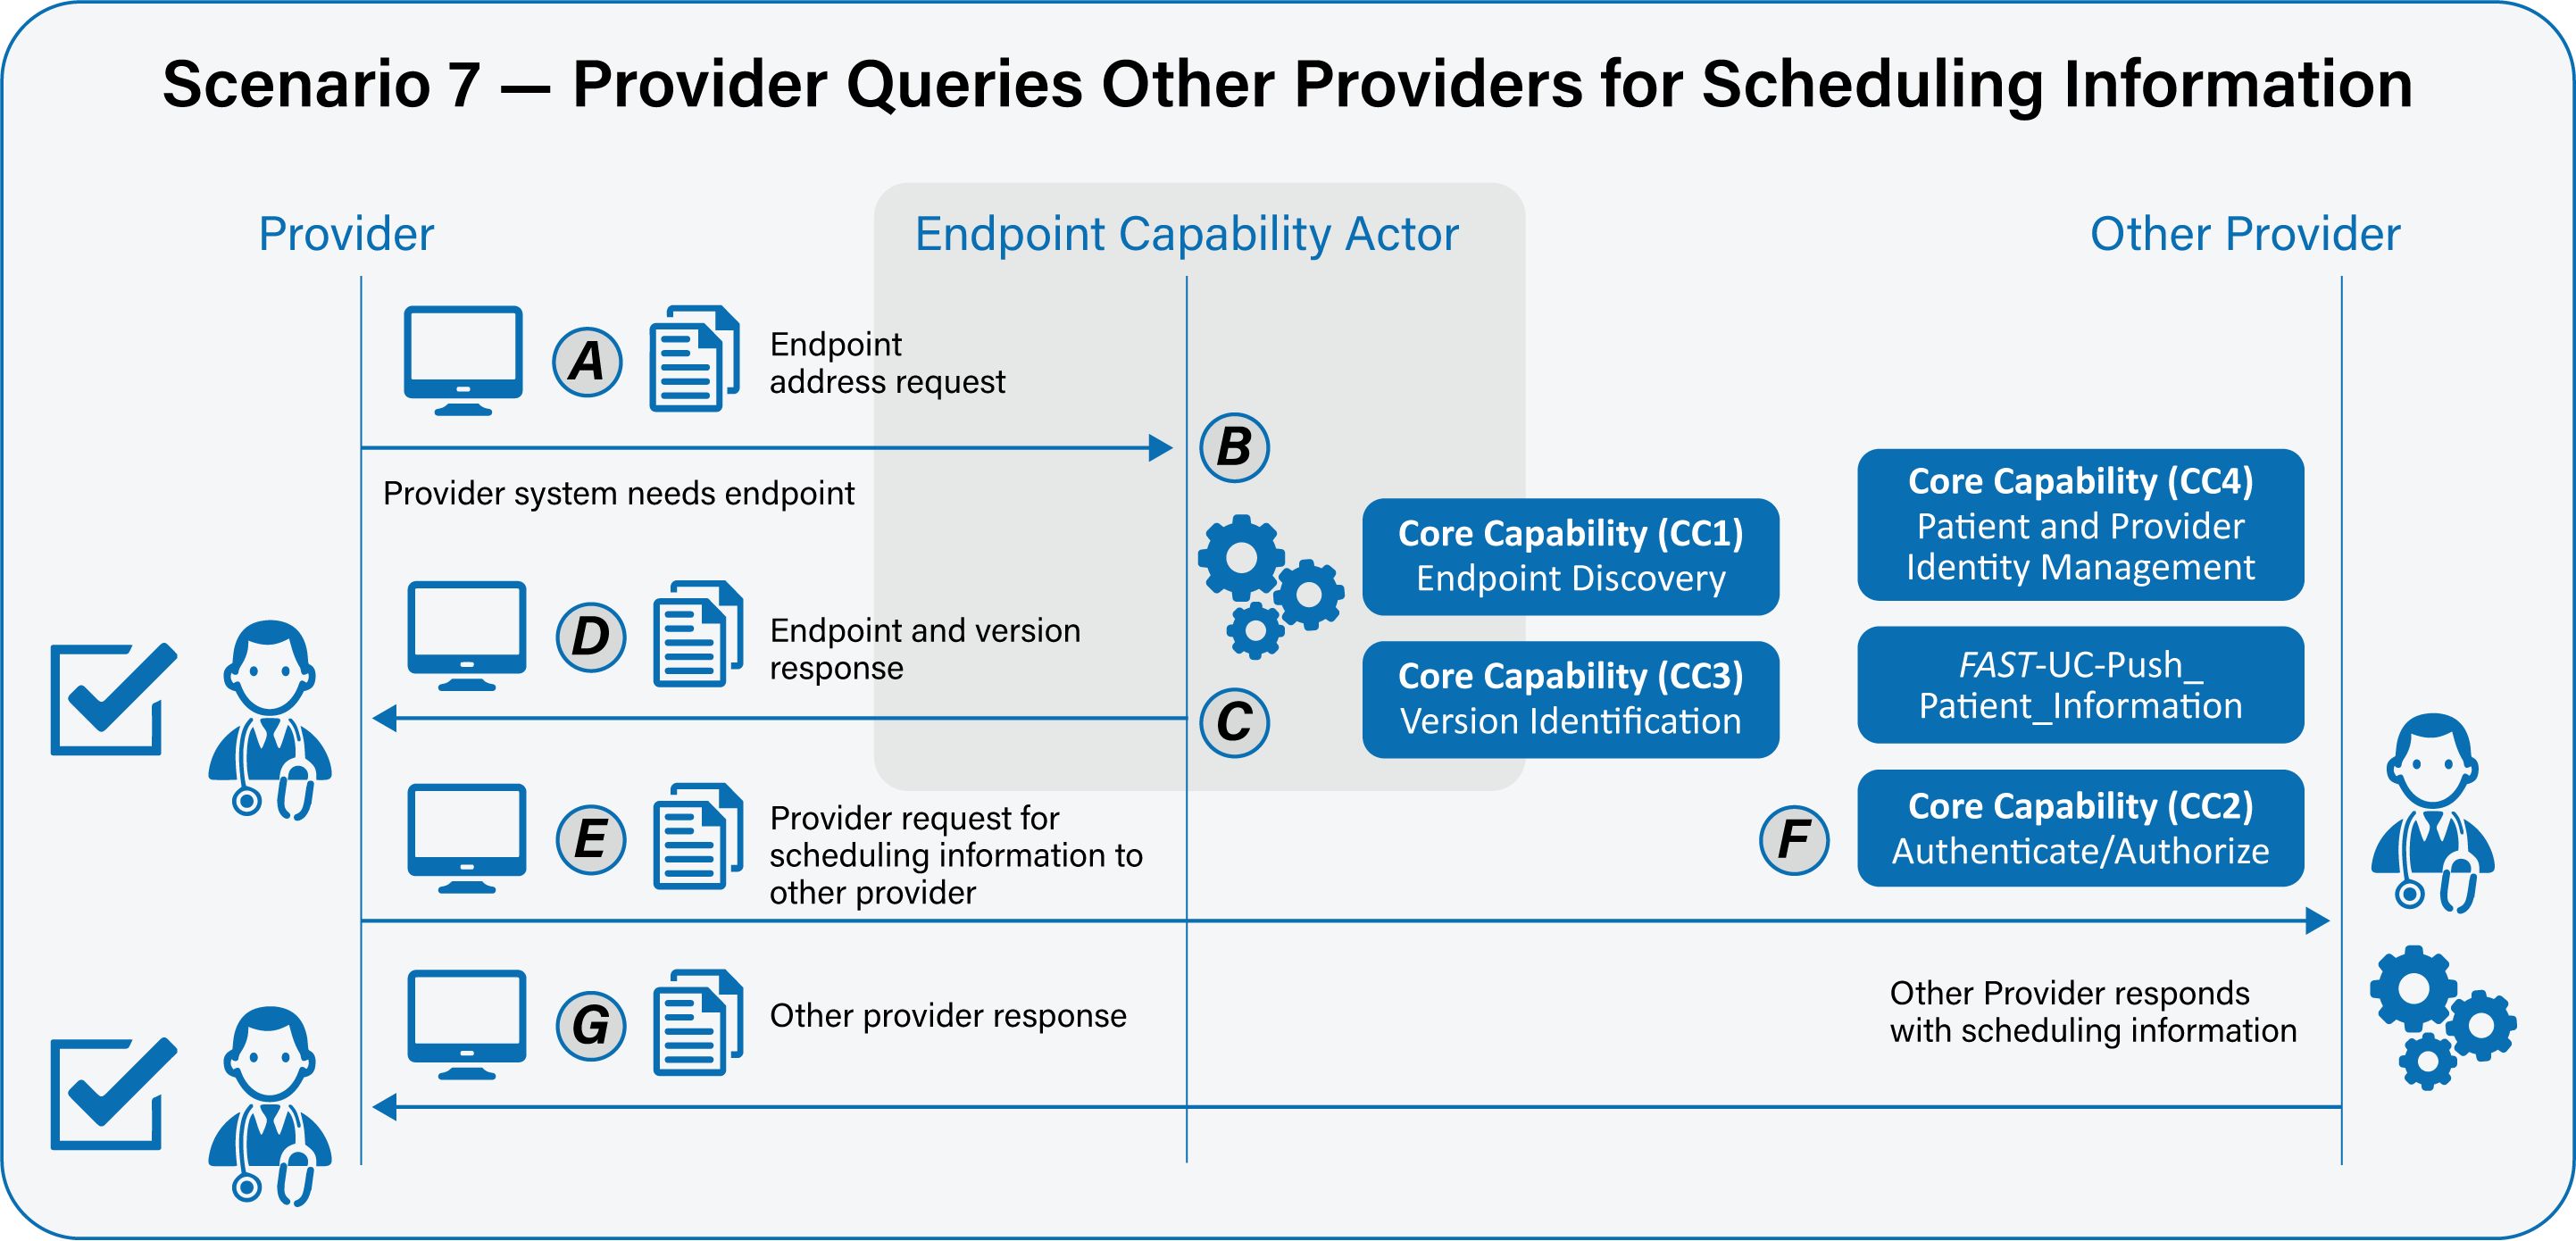 Scenario 7 — Provider Queries Other Providers for Scheduling Information
Provider
Endpoint Capability Actor
Other Provider
A
Endpoint
address request
B
Provider system needs endpoint
Core Capability (CC1)
Endpoint Discovery
Core Capability (CC4)
Patient and Provider
Identity Management
D
Endpoint and version
response
C
Core Capability (CC3)
Version Identification
FAST-UC-Push_
Patient_Information
E
Provider request for
scheduling information to
other provider
F
Core Capability (CC2)
Authenticate/Authorize
G
Other provider response
Other Provider responds
with scheduling information